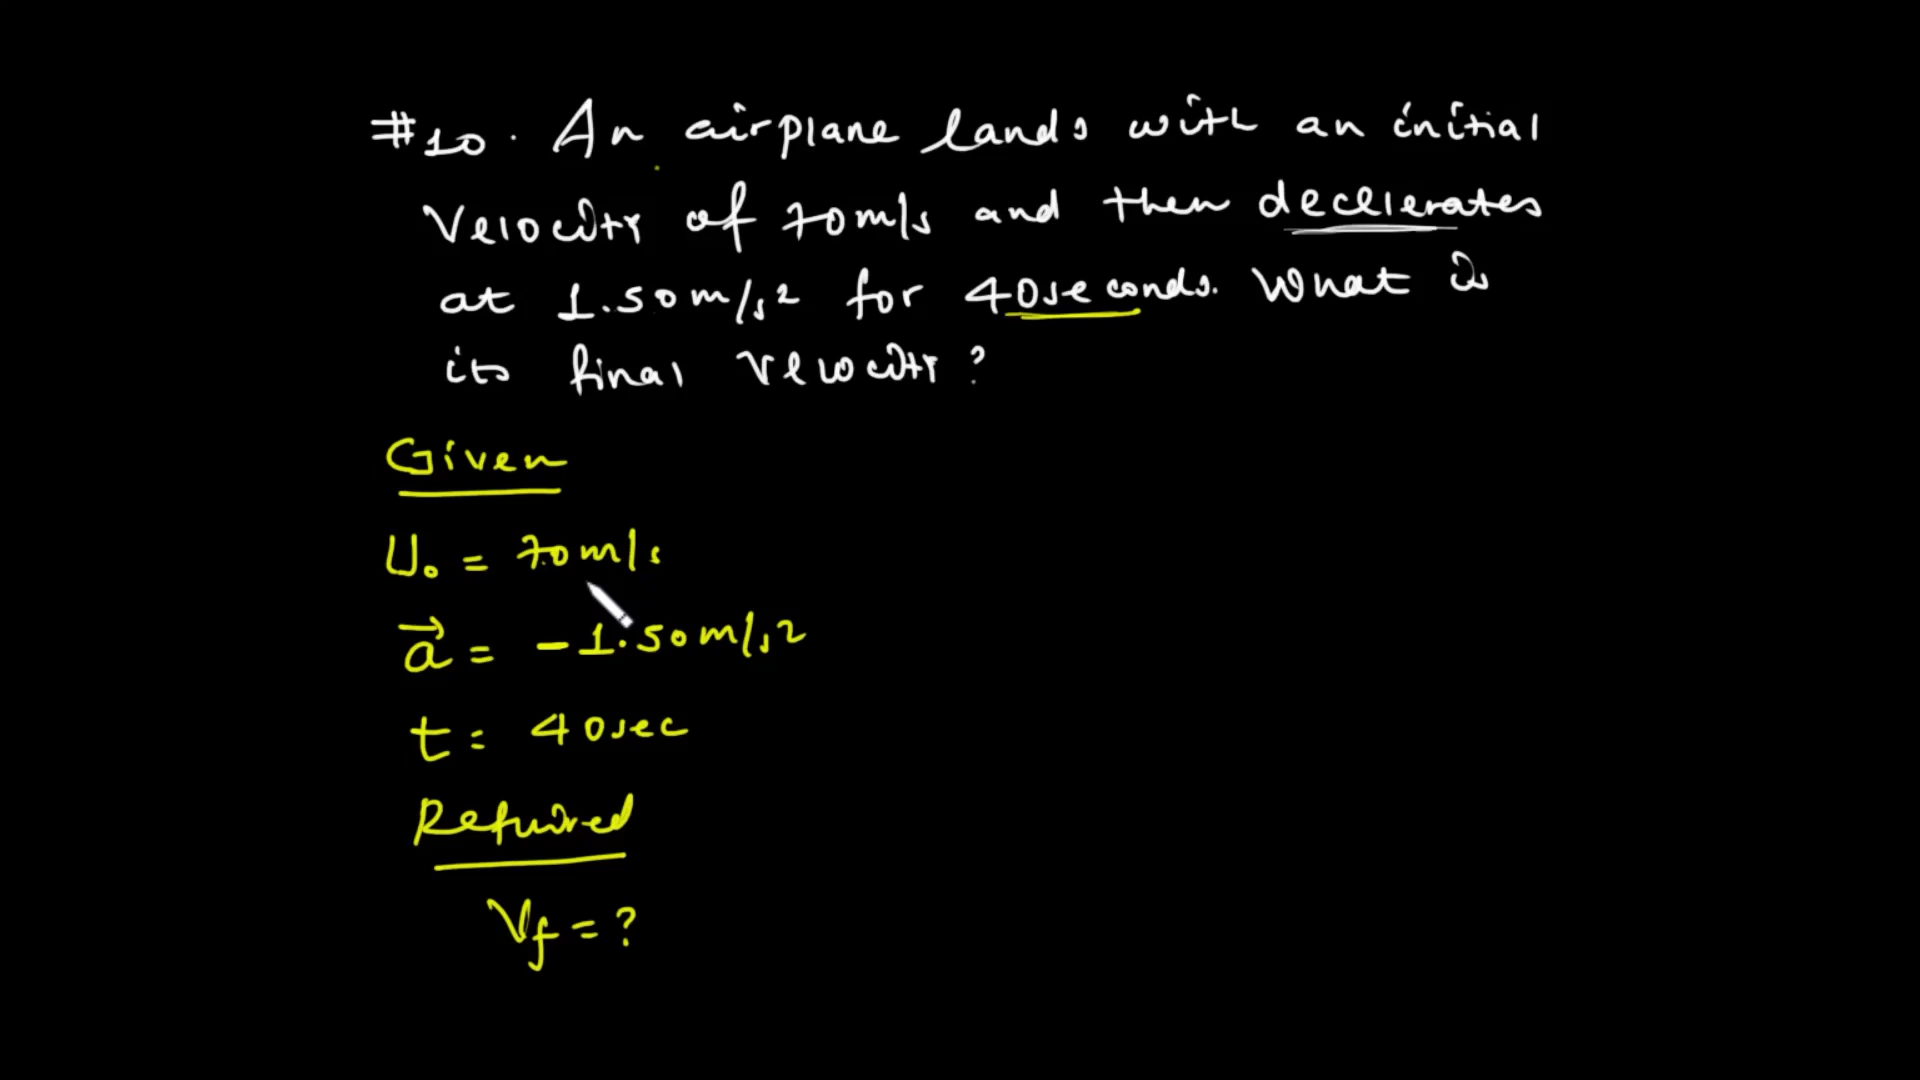 #10. An airplane lands with an initial
velocity of 70m/s and then decelerates
at 1.50m/s2 for 40seconds. What is
its final velocity?
Given
U₀ = 70m/s
a⃗ = -1.50m/s2
t = 40sec
Required
Vf = ?